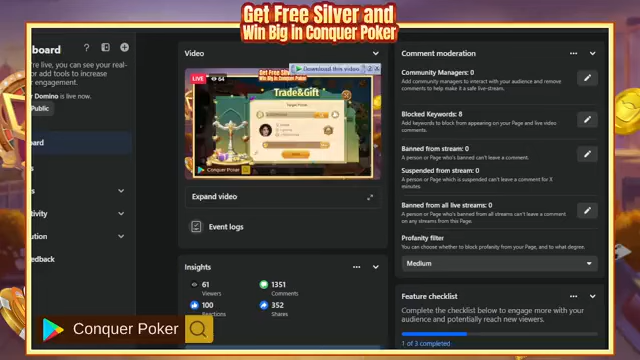 Get Free Silver and
Win Big in Conquer Poker
board
're live, you can see your real-
or add tools to increase
r engagement.
Domino is live now.
Public
ard
s
s
tivity
ution
eedback
Video
LIVE
64
Download this video
Trade&Gift
Conquer Poker
Expand video
Event logs
Insights
61
Viewers
1351
Comments
100
Reactions
352
Shares
Comment moderation
Community Managers: 0
Add community managers to interact with your audience and remove
comments to help make it a safe live-stream.
Blocked Keywords: 8
Add keywords to block from appearing on your Page and live video
comments.
Banned from stream: 0
A person or Page who's banned can't leave a comment.
Suspended from stream: 0
A person or Page which is suspended can't leave a comment for X
minutes.
Banned from all live streams: 0
A person or Page who's banned from all streams can't leave a comment
on any streams from this Page.
Profanity filter
You can choose whether to block profanity from your Page, and to what degree.
Medium
Feature checklist
Complete the checklist below to engage more with your
audience and potentially reach new viewers.
1 of 3 completed
Conquer Poker